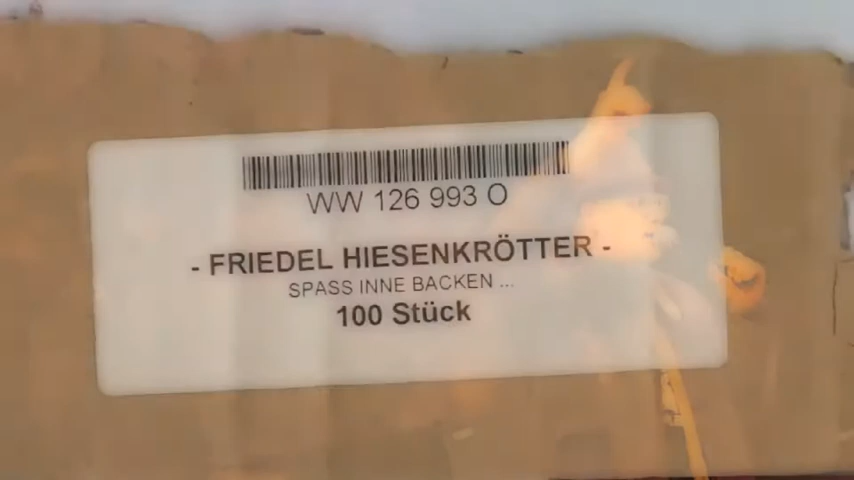 WW 126 993 O
- FRIEDEL HIESENKRÖTTER -
SPASS INNE BACKEN ...
100 Stück